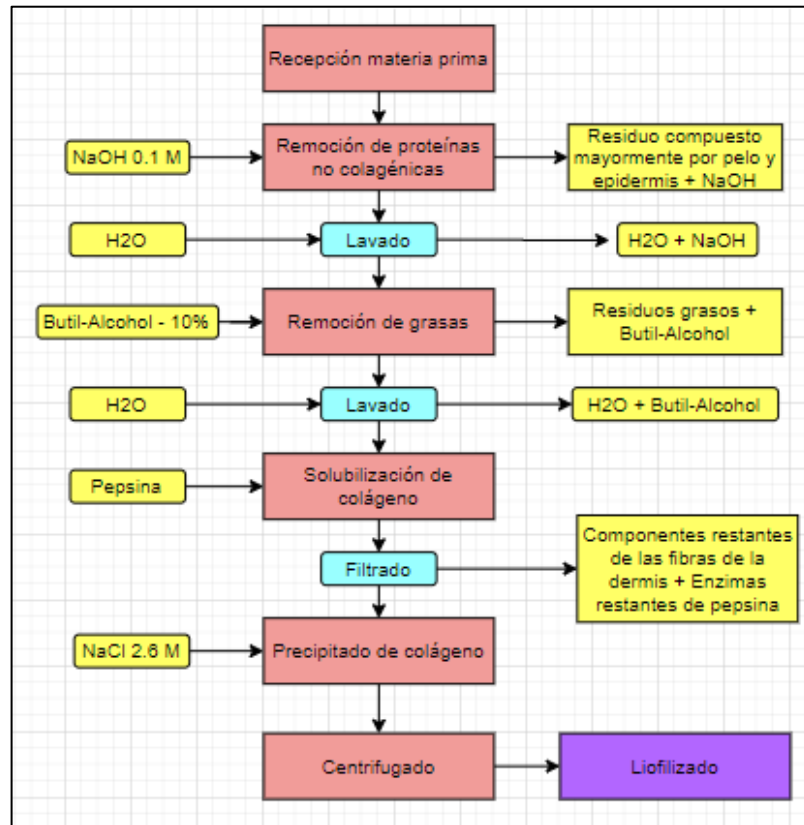 Recepción materia prima
NaOH 0.1 M
Remoción de proteínas
no colagénicas
Residuo compuesto
mayormente por pelo y
epidermis + NaOH
H2O
Lavado
H2O + NaOH
Butil-Alcohol - 10%
Remoción de grasas
Residuos grasos +
Butil-Alcohol
H2O
Lavado
H2O + Butil-Alcohol
Pepsina
Solubilización de
colágeno
Filtrado
Componentes restantes
de las fibras de la
dermis + Enzimas
restantes de pepsina
NaCl 2.6 M
Precipitado de colágeno
Centrifugado
Liofilizado